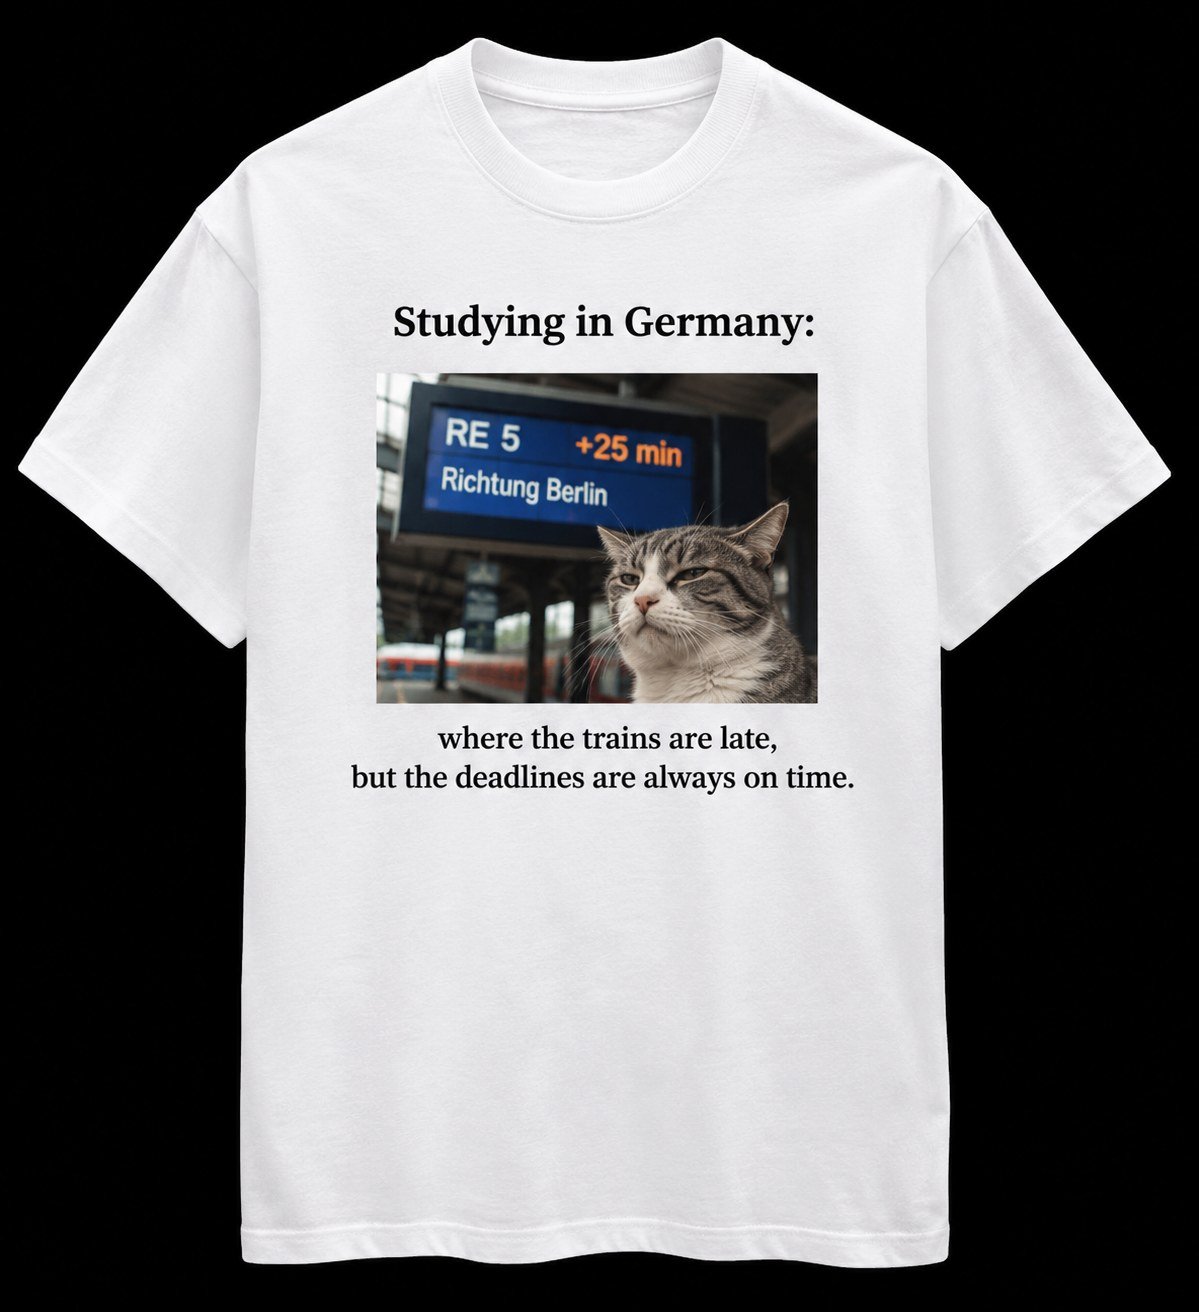 Studying in Germany:
RE 5 +25 min
Richtung Berlin
where the trains are late,
but the deadlines are always on time.